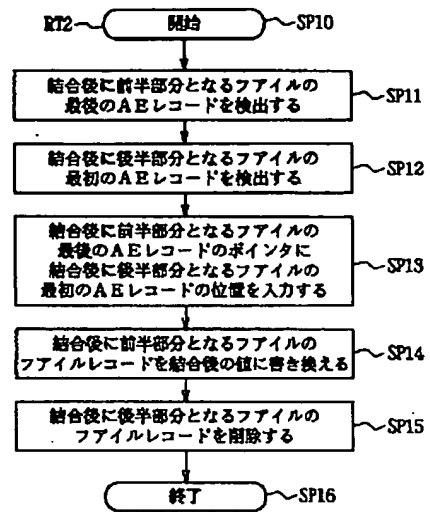 RT2 開始 SP10
結合後に前半部分となるフアイルの
最後のAEレコードを検出する
SP11
結合後に後半部分となるフアイルの
最初のAEレコードを検出する
SP12
結合後に前半部分となるフアイルの
最後のAEレコードのポインタに
結合後に後半部分となるフアイルの
最初のAEレコードの位置を入力する
SP13
結合後に前半部分となるフアイルの
フアイルレコードを結合後の値に書き換える
SP14
結合後に後半部分となるフアイルの
フアイルレコードを削除する
SP15
終了 SP16